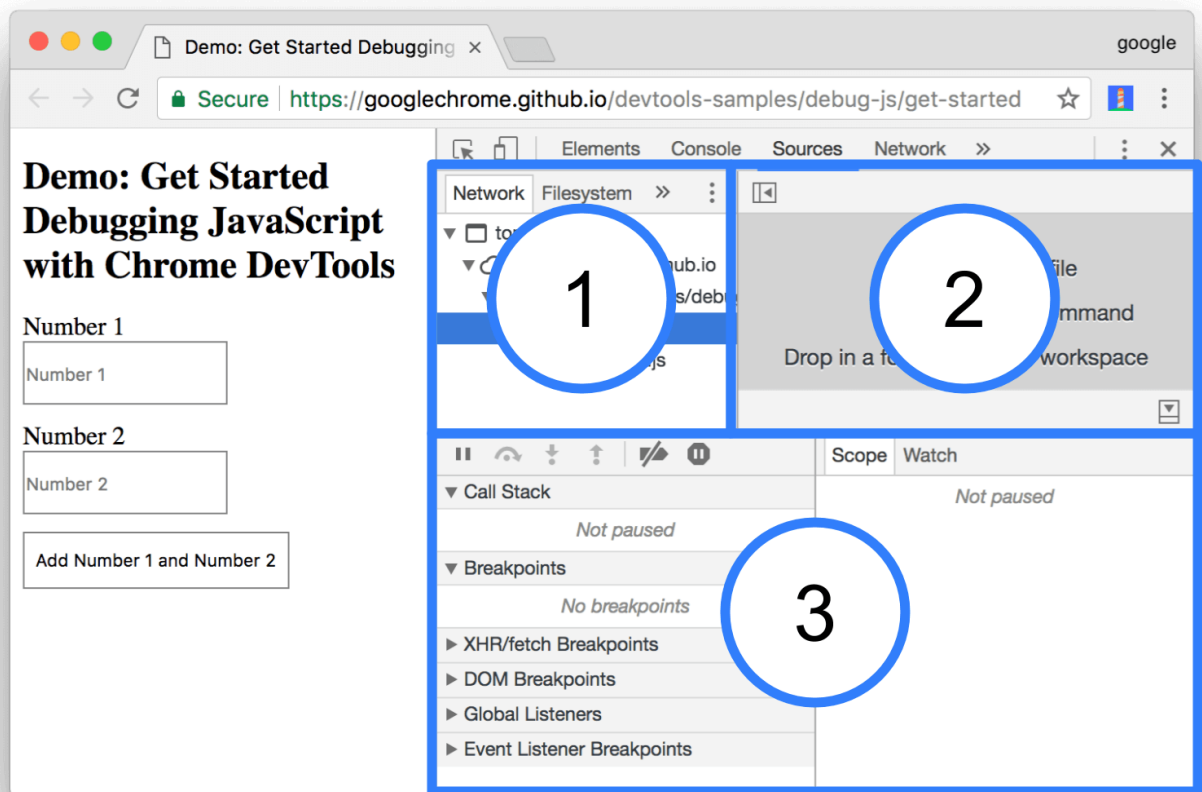 Demo: Get Started Debugging
google
Secure
https://googlechrome.github.io/devtools-samples/debug-js/get-started
Elements Console Sources Network »
Demo: Get Started
Debugging JavaScript
with Chrome DevTools
Number 1
Number 1
Number 2
Number 2
Add Number 1 and Number 2
Network Filesystem »
1
2
Drop in a workspace
Call Stack
Not paused
Breakpoints
No breakpoints
XHR/fetch Breakpoints
DOM Breakpoints
Global Listeners
Event Listener Breakpoints
Scope Watch
Not paused
3